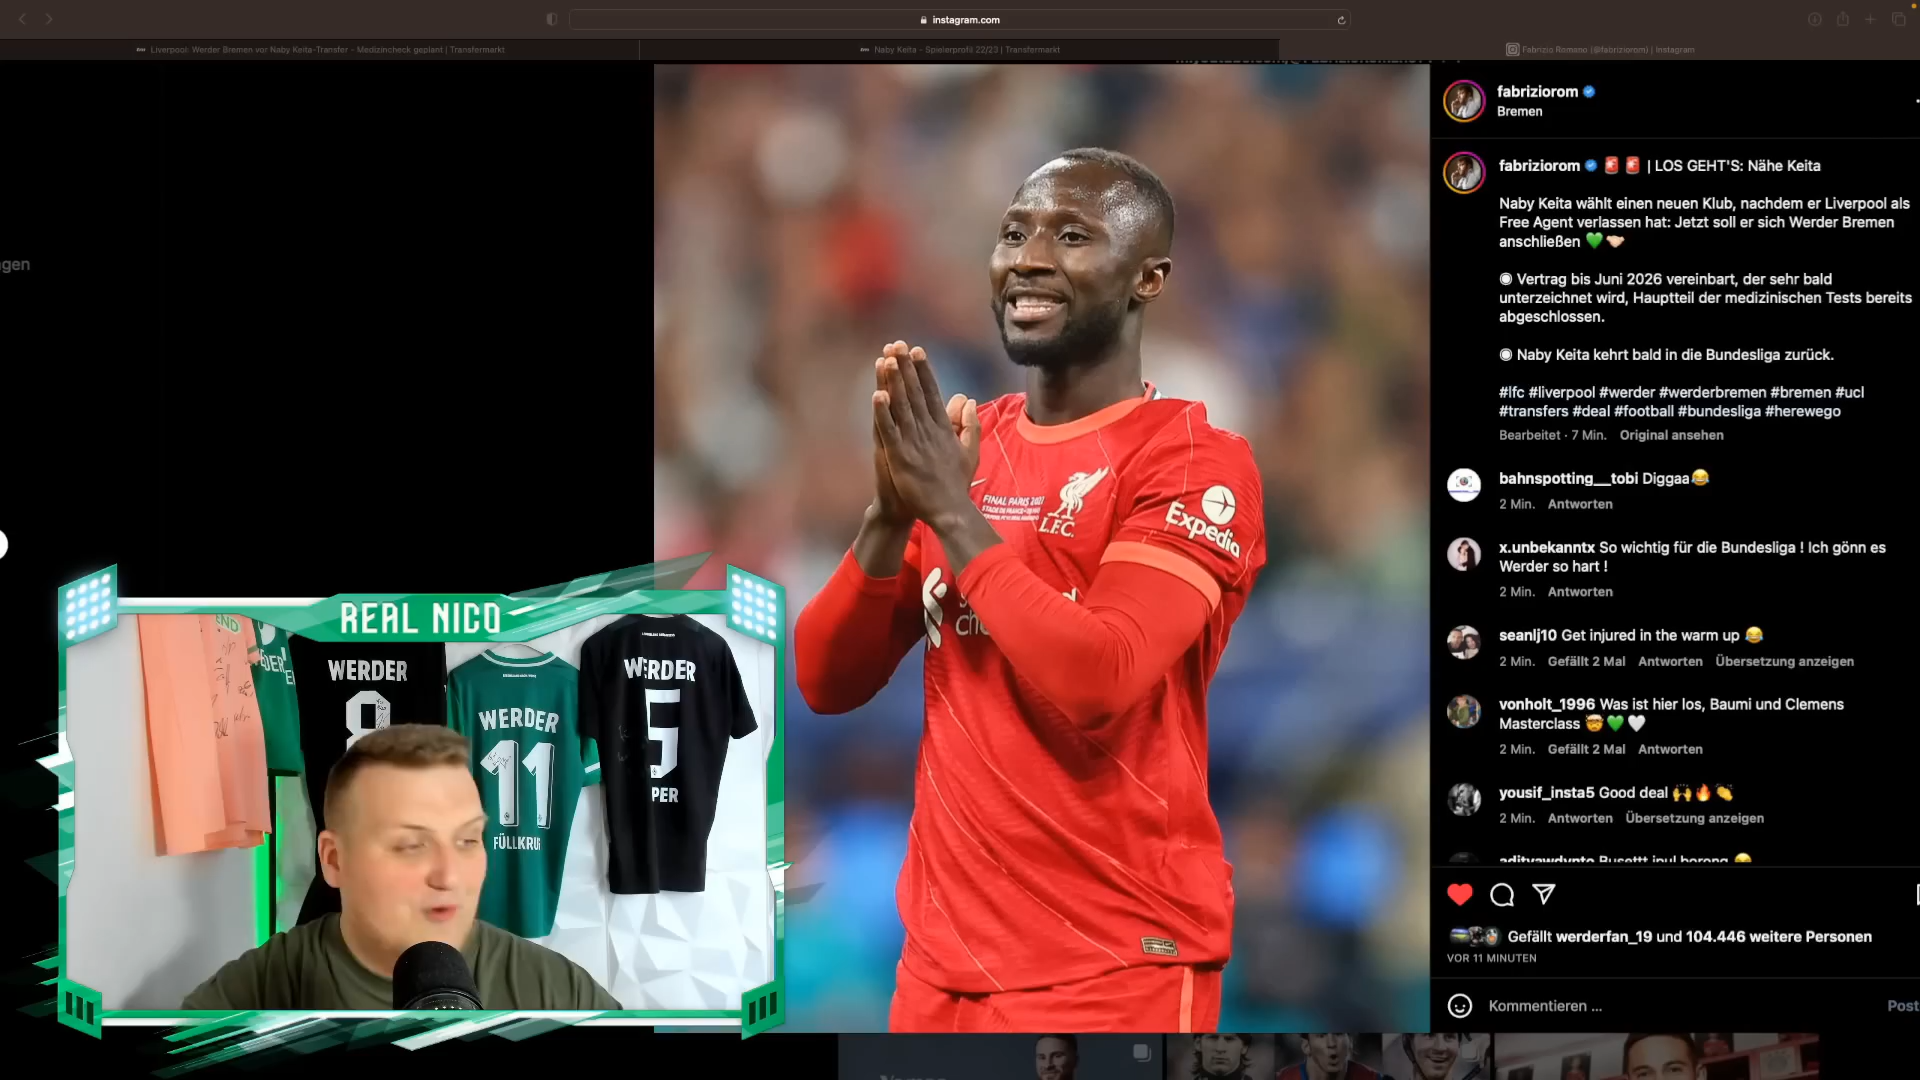 instagram.com
Liverpool: Werder Bremen vor Naby Keita-Transfer - Medizincheck geplant | Transfermarkt
Naby Keita - Spielerprofil 22/23 | Transfermarkt
Fabrizio Romano (@fabriziorom) | Instagram
gen
fabriziorom
Bremen
fabriziorom 🚨 🚨 | LOS GEHT'S: Nähe Keita
Naby Keita wählt einen neuen Klub, nachdem er Liverpool als
Free Agent verlassen hat: Jetzt soll er sich Werder Bremen
anschließen 💚🤝🏻
◉ Vertrag bis Juni 2026 vereinbart, der sehr bald
unterzeichnet wird, Hauptteil der medizinischen Tests bereits
abgeschlossen.
◉ Naby Keita kehrt bald in die Bundesliga zurück.
#lfc #liverpool #werder #werderbremen #bremen #ucl
#transfers #deal #football #bundesliga #herewego
Bearbeitet · 7 Min. Original ansehen
bahnspotting__tobi Diggaa😂
2 Min. Antworten
x.unbekanntx So wichtig für die Bundesliga ! Ich gönn es
Werder so hart !
2 Min. Antworten
seanlj10 Get injured in the warm up 😂
2 Min. Gefällt 2 Mal Antworten Übersetzung anzeigen
vonholt_1996 Was ist hier los, Baumi und Clemens
Masterclass 🤯💚🤍
2 Min. Gefällt 2 Mal Antworten
yousif_insta5 Good deal 🙌🔥👏
2 Min. Antworten Übersetzung anzeigen
Gefällt werderfan_19 und 104.446 weitere Personen
VOR 11 MINUTEN
Kommentieren ...
Post
FINAL PARIS
L.F.C.
Expedia
REAL NICO
WERDER
8
WERDER
11
FÜLLKRUG
WERDER
5
PER